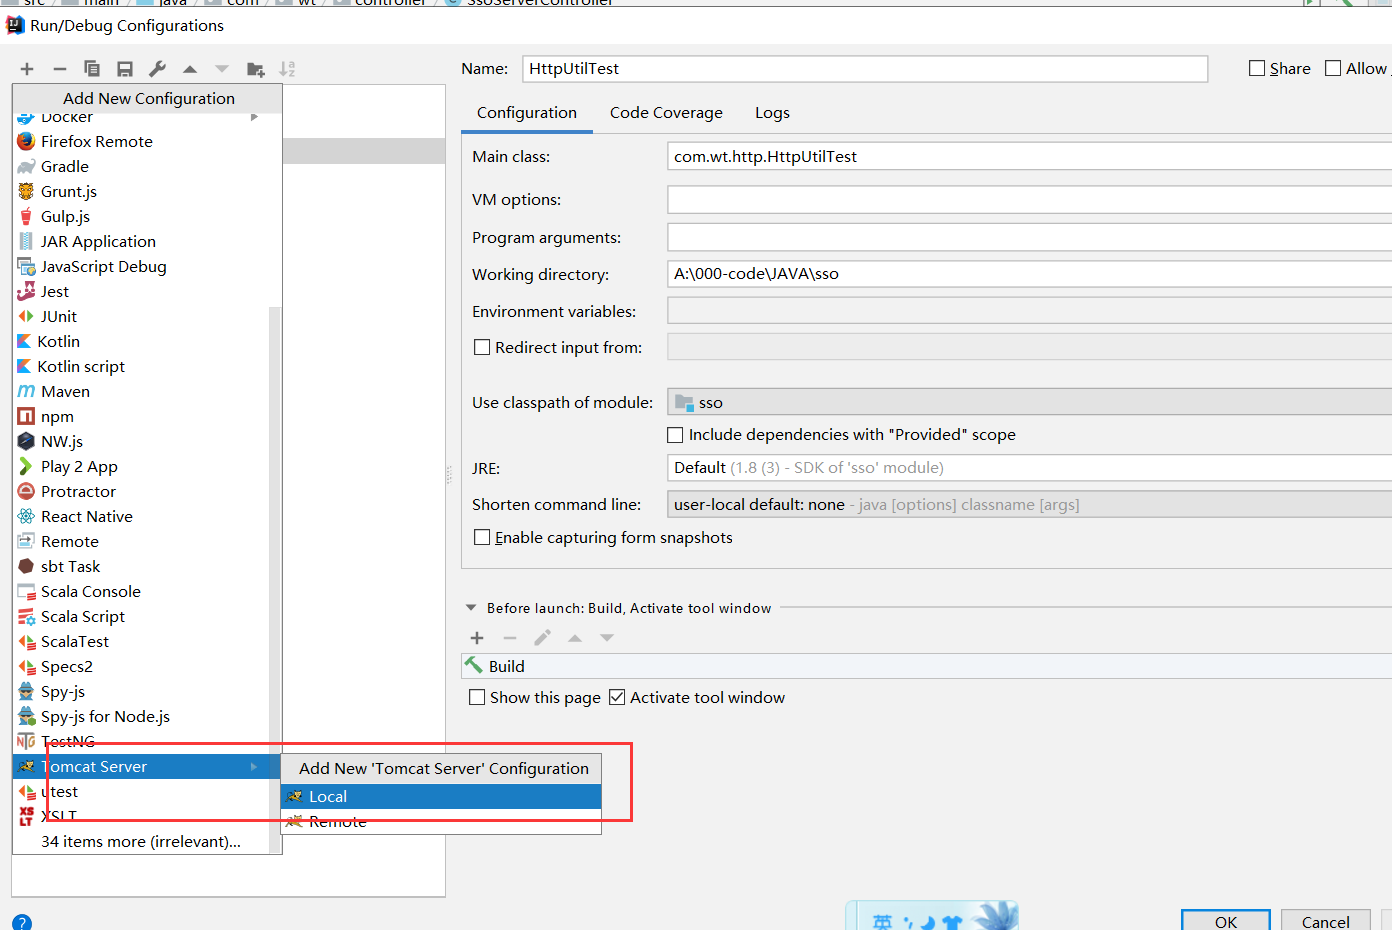 src main java com wt controller SsoServerController
Run/Debug Configurations
Name: HttpUtilTest Share Allow
Add New Configuration
Docker
Firefox Remote
Gradle
Grunt.js
Gulp.js
JAR Application
JavaScript Debug
Jest
JUnit
Kotlin
Kotlin script
Maven
npm
NW.js
Play 2 App
Protractor
React Native
Remote
sbt Task
Scala Console
Scala Script
ScalaTest
Specs2
Spy-js
Spy-js for Node.js
TestNG
Tomcat Server
utest
XSLT
34 items more (irrelevant)...
Add New 'Tomcat Server' Configuration
Local
Remote
Configuration Code Coverage Logs
Main class: com.wt.http.HttpUtilTest
VM options:
Program arguments:
Working directory: A:\000-code\JAVA\sso
Environment variables:
Redirect input from:
Use classpath of module: sso
Include dependencies with "Provided" scope
JRE: Default (1.8 (3) - SDK of 'sso' module)
Shorten command line: user-local default: none - java [options] classname [args]
Enable capturing form snapshots
Before launch: Build, Activate tool window
Build
Show this page Activate tool window
英
OK Cancel